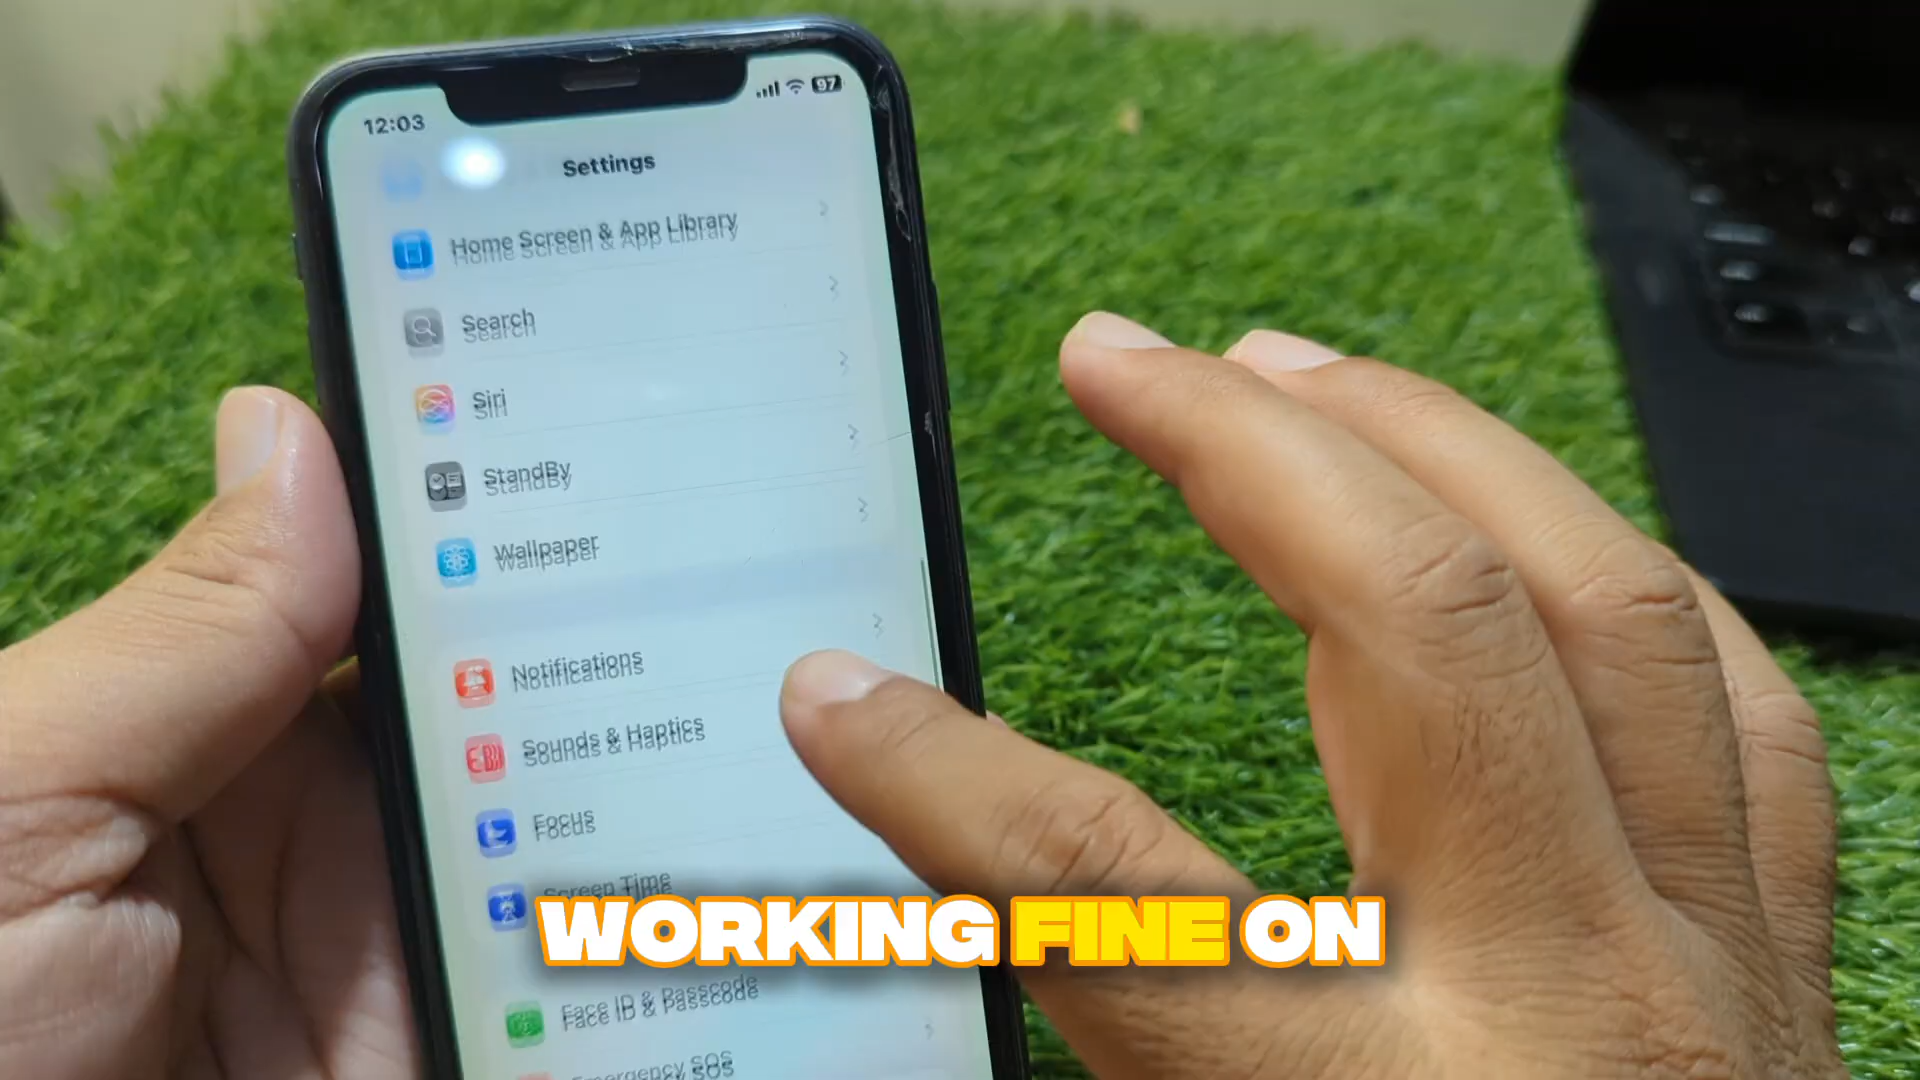 12:03
97
Settings
Home Screen & App Library
Search
Siri
StandBy
Wallpaper
Notifications
Sounds & Haptics
Focus
Screen Time
WORKING FINE ON
Face ID & Passcode
Emergency SOS